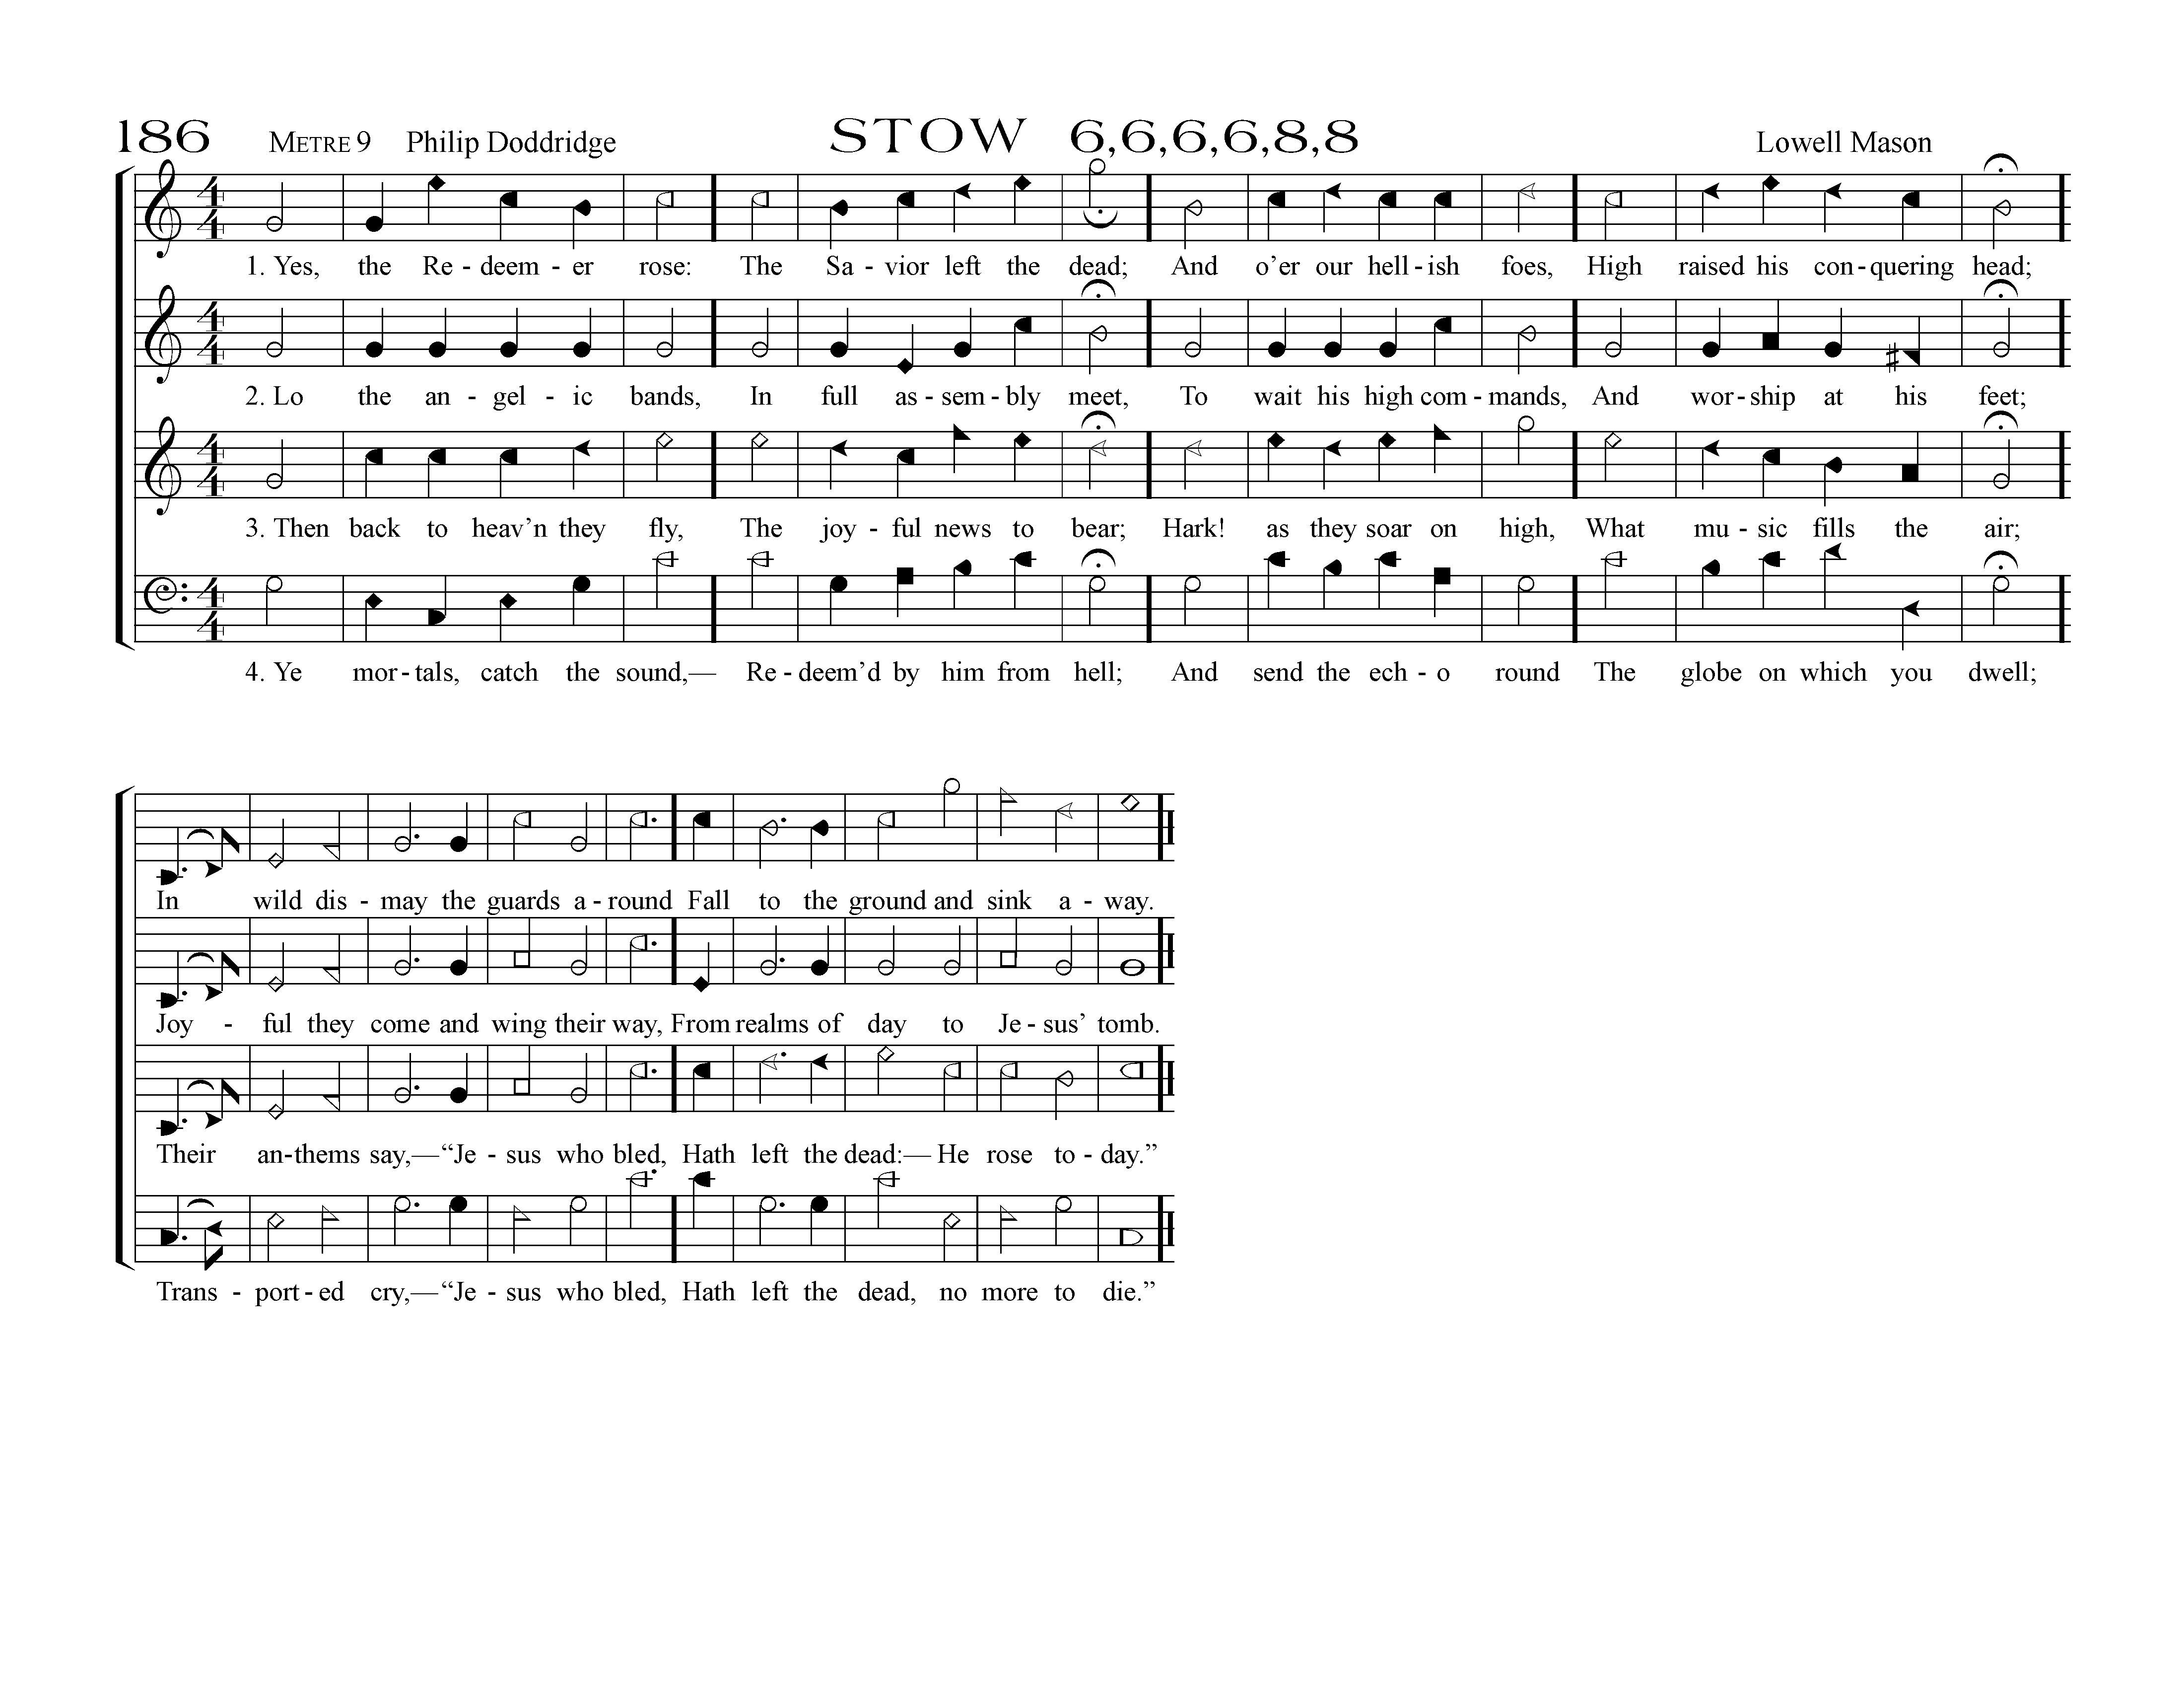 186 METRE 9 Philip Doddridge STOW 6,6,6,6,8,8 Lowell Mason
1. Yes, the Re - deem - er rose: The Sa - vior left the dead; And o’er our hell - ish foes, High raised his con - quering head;
2. Lo the an - gel - ic bands, In full as - sem - bly meet, To wait his high com - mands, And wor - ship at his feet;
3. Then back to heav’n they fly, The joy - ful news to bear; Hark! as they soar on high, What mu - sic fills the air;
4. Ye mor - tals, catch the sound,— Re - deem’d by him from hell; And send the ech - o round The globe on which you dwell;
In wild dis - may the guards a - round Fall to the ground and sink a - way.
Joy - ful they come and wing their way, From realms of day to Je - sus’ tomb.
Their an - thems say,— “Je - sus who bled, Hath left the dead:— He rose to - day.”
Trans - port - ed cry,— “Je - sus who bled, Hath left the dead, no more to die.”